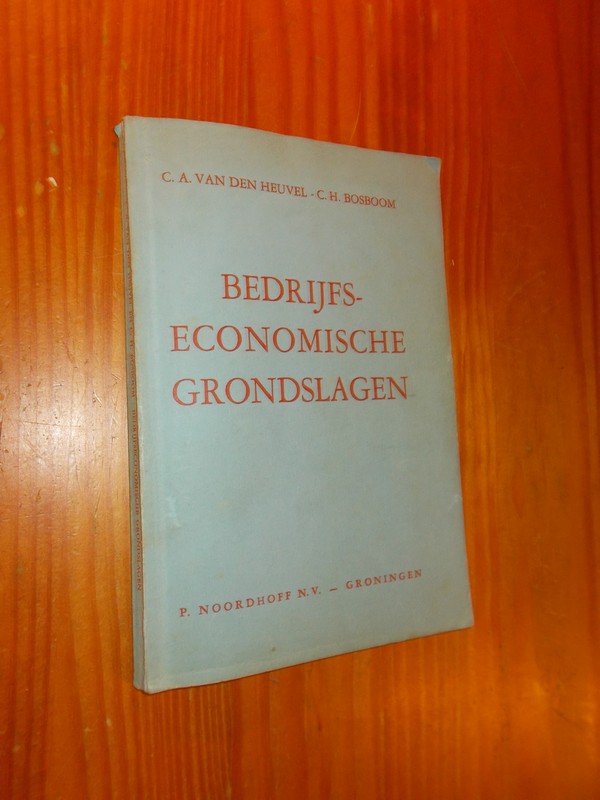 C. A. VAN DEN HEUVEL - C. H. BOSBOOM
BEDRIJFS-
ECONOMISCHE
GRONDSLAGEN
P. NOORDHOFF N.V. — GRONINGEN